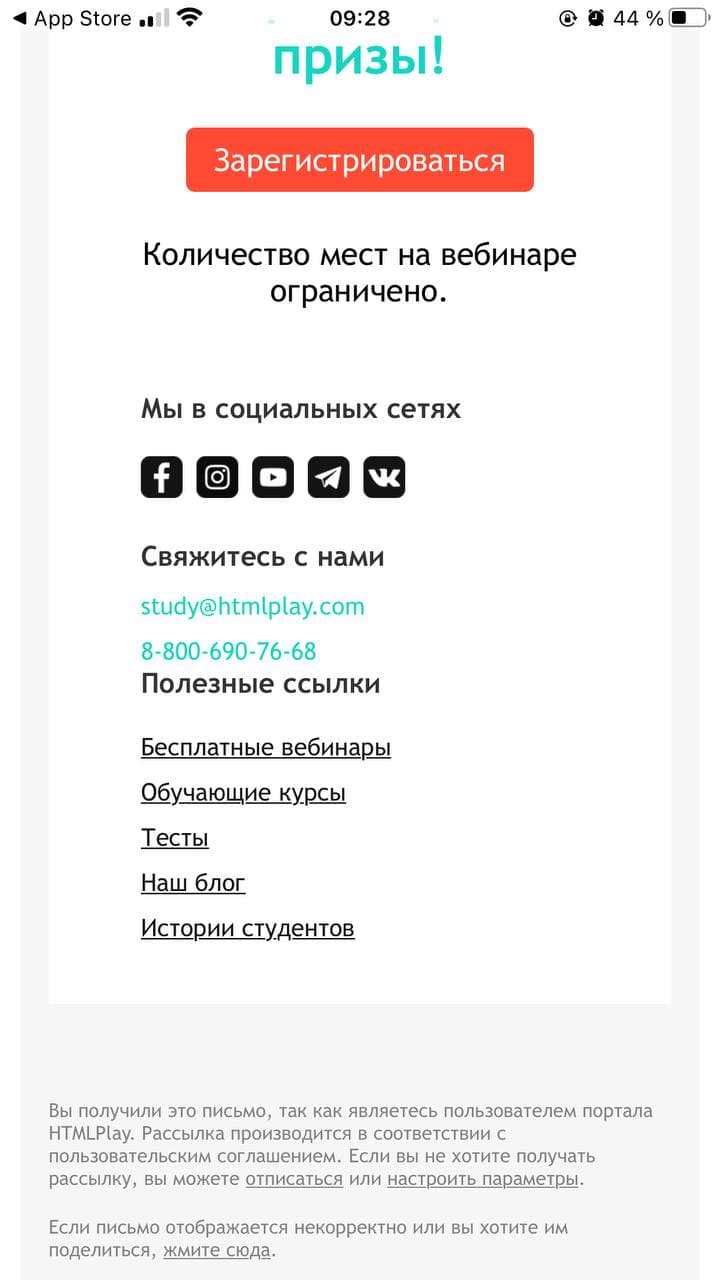 App Store
09:28
44 %
призы!
Зарегистрироваться
Количество мест на вебинаре
ограничено.
Мы в социальных сетях
Свяжитесь с нами
study@htmlplay.com
8-800-690-76-68
Полезные ссылки
Бесплатные вебинары
Обучающие курсы
Тесты
Наш блог
Истории студентов
Вы получили это письмо, так как являетесь пользователем портала
HTMLPlay. Рассылка производится в соответствии с
пользовательским соглашением. Если вы не хотите получать
рассылку, вы можете отписаться или настроить параметры.
Если письмо отображается некорректно или вы хотите им
поделиться, жмите сюда.